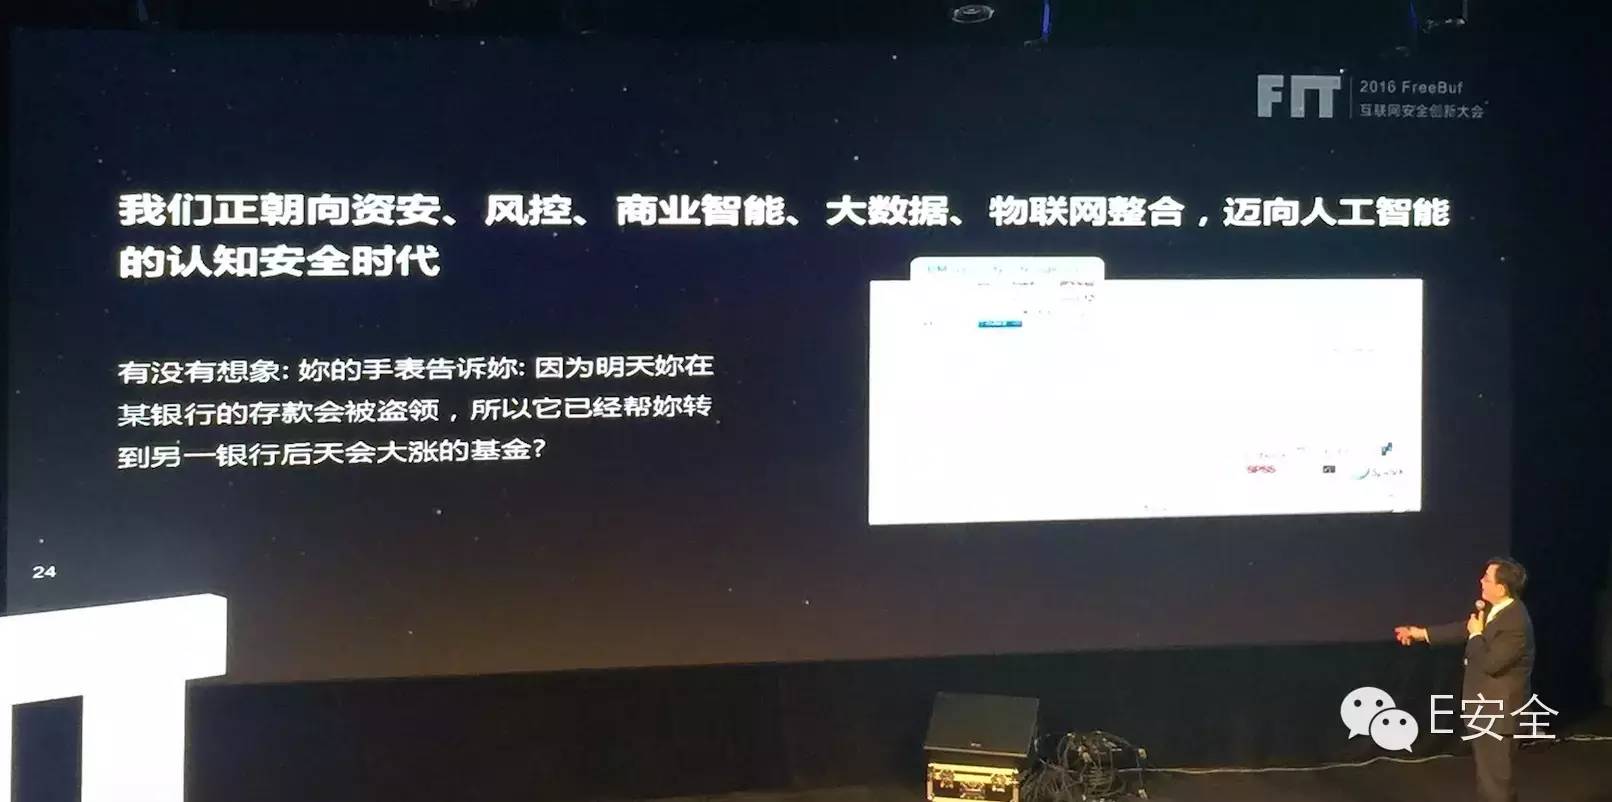 FIT
2016 FreeBuf
互联网安全创新大会
我们正朝向资安、风控、商业智能、大数据、物联网整合，迈向人工智能
的认知安全时代
有没有想象: 妳的手表告诉妳: 因为明天妳在
某银行的存款会被盗领，所以它已经帮妳转
到另一银行后天会大涨的基金?
SPSS
Spark
24
E安全